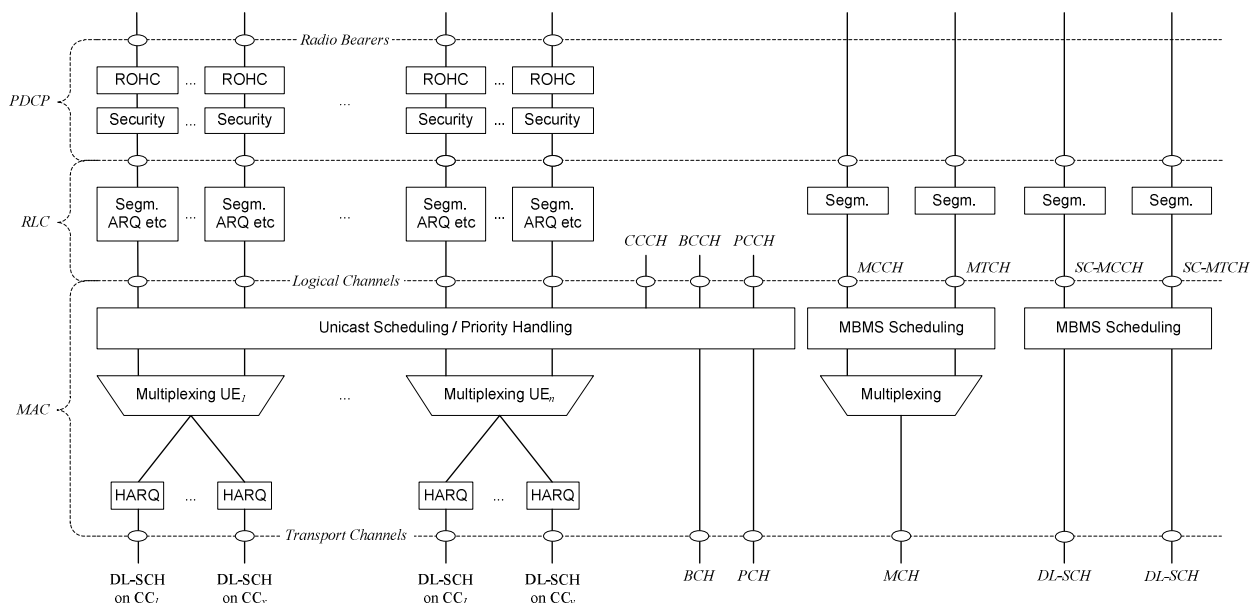 Radio Bearers
ROHC ... ROHC ROHC ... ROHC
PDCP ...
Security ... Security Security ... Security
Segm. ARQ etc ... Segm. ARQ etc ... Segm. ARQ etc ... Segm. ARQ etc Segm. Segm. Segm. Segm.
RLC
CCCH BCCH PCCH
Logical Channels MCCH MTCH SC-MCCH SC-MTCH
Unicast Scheduling / Priority Handling MBMS Scheduling MBMS Scheduling
Multiplexing UE1 ... Multiplexing UEn Multiplexing
MAC
HARQ ... HARQ HARQ ... HARQ
Transport Channels
DL-SCH on CC1 DL-SCH on CCx DL-SCH on CC1 DL-SCH on CCy BCH PCH MCH DL-SCH DL-SCH